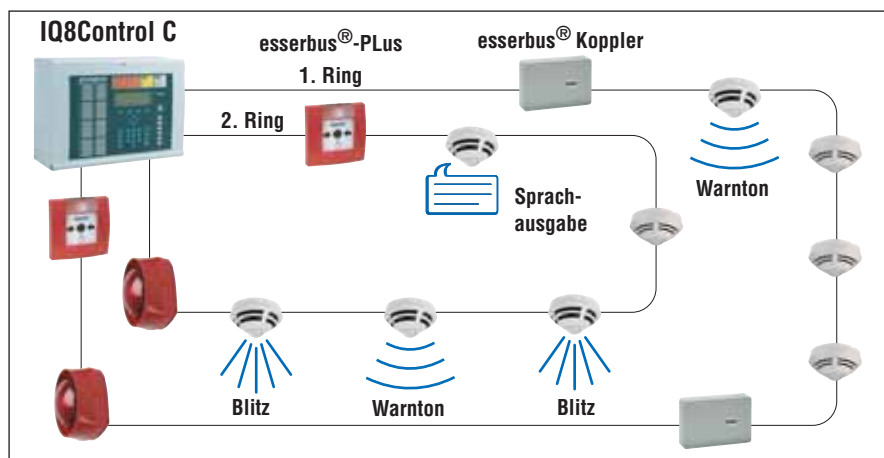 IQ8Control C
esserbus®-PLus
esserbus® Koppler
1. Ring
2. Ring
Warnton
Sprach-
ausgabe
Blitz
Warnton
Blitz